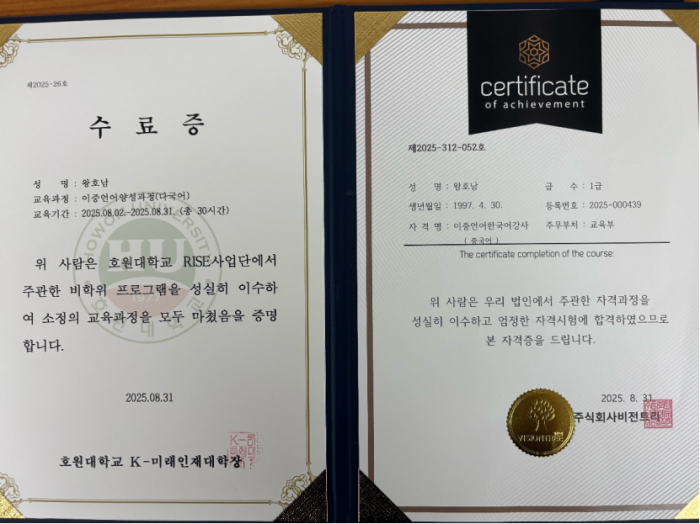 제2025-26호
수 료 증
성 명 : 왕호남
교육과정 : 이중언어양성과정(다국어)
교육기간 : 2025.08.02.-2025.08.31. (총 30시간)
HOWON UNIVERSITY
HU
1977
호원대학교
위 사람은 호원대학교 RISE사업단에서
주관한 비학위 프로그램을 성실히 이수하
여 소정의 교육과정을 모두 마쳤음을 증명
합니다.
2025.08.31
호원대학교 K-미래인재대학장
certificate
of achievement
제2025-312-052호
성 명 : 왕호남 급 수 : 1급
생년월일 : 1997. 4. 30. 등록번호 : 2025-000439
자 격 명 : 이중언어한국어강사 주무부처 : 교육부
( 중국어 )
The certificate completion of the course:
위 사람은 우리 법인에서 주관한 자격과정을
성실히 이수하고 엄정한 자격시험에 합격하였으므로
본 자격증을 드립니다.
2025. 8. 31.
주식회사비전트리
VISIONTREE